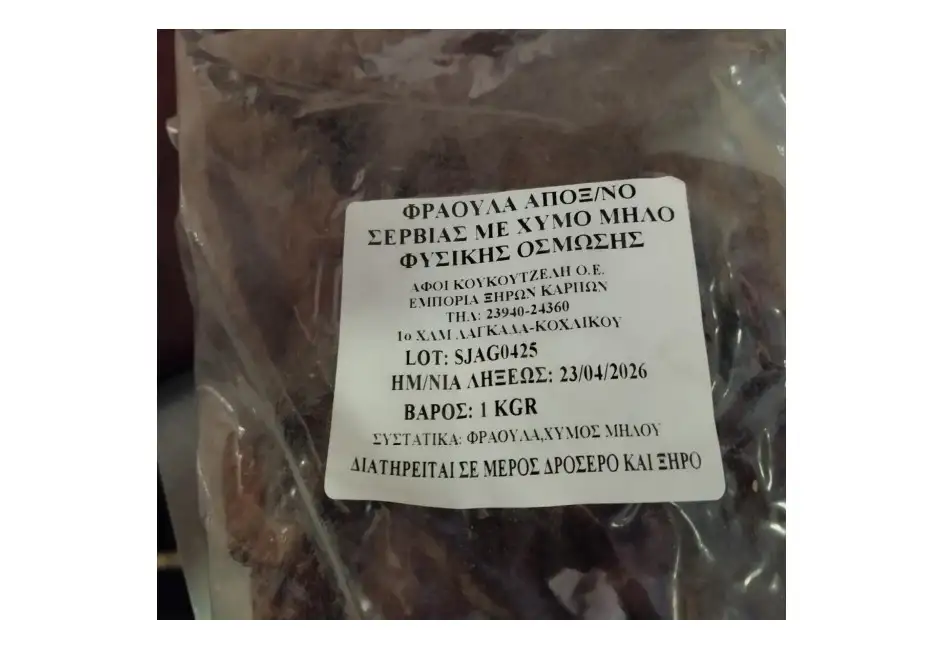 ΦΡΑΟΥΛΑ ΑΠΟΞ/ΝΟ
ΣΕΡΒΙΑΣ ΜΕ ΧΥΜΟ ΜΗΛΟ
ΦΥΣΙΚΗΣ ΟΣΜΩΣΗΣ
ΑΦΟΙ ΚΟΥΚΟΥΤΖΕΛΗ Ο.Ε.
ΕΜΠΟΡΙΑ ΞΗΡΩΝ ΚΑΡΠΩΝ
ΤΗΛ: 23940-24360
1ο ΧΛΜ ΛΑΓΚΑΔΑ-ΚΟΧΛΙΚΟΥ
LOT: SJAG0425
ΗΜ/ΝΙΑ ΛΗΞΕΩΣ: 23/04/2026
ΒΑΡΟΣ: 1 KGR
ΣΥΣΤΑΤΙΚΑ: ΦΡΑΟΥΛΑ,ΧΥΜΟΣ ΜΗΛΟΥ
ΔΙΑΤΗΡΕΙΤΑΙ ΣΕ ΜΕΡΟΣ ΔΡΟΣΕΡΟ ΚΑΙ ΞΗΡΟ